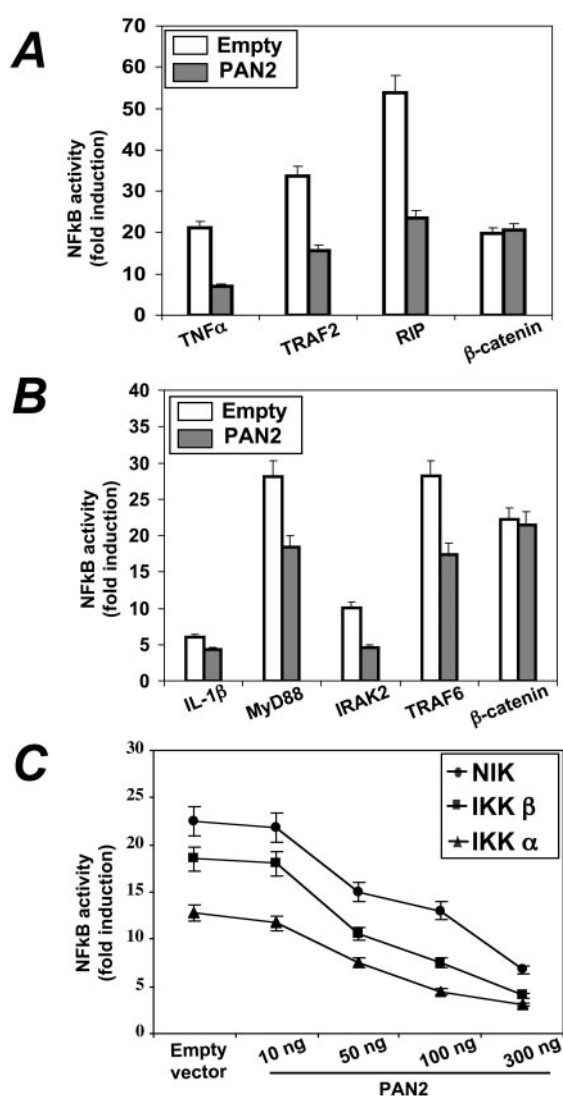 A
Empty
PAN2
NFkB activity
(fold induction)
70
60
50
40
30
20
10
0
TNFα TRAF2 RIP β-catenin
B
Empty
PAN2
NFkB activity
(fold induction)
40
35
30
25
20
15
10
5
0
IL-1β MyD88 IRAK2 TRAF6 β-catenin
C
NIK
IKK β
IKK α
NFkB activity
(fold induction)
30
25
20
15
10
5
0
Empty
vector
10 ng 50 ng 100 ng 300 ng
PAN2